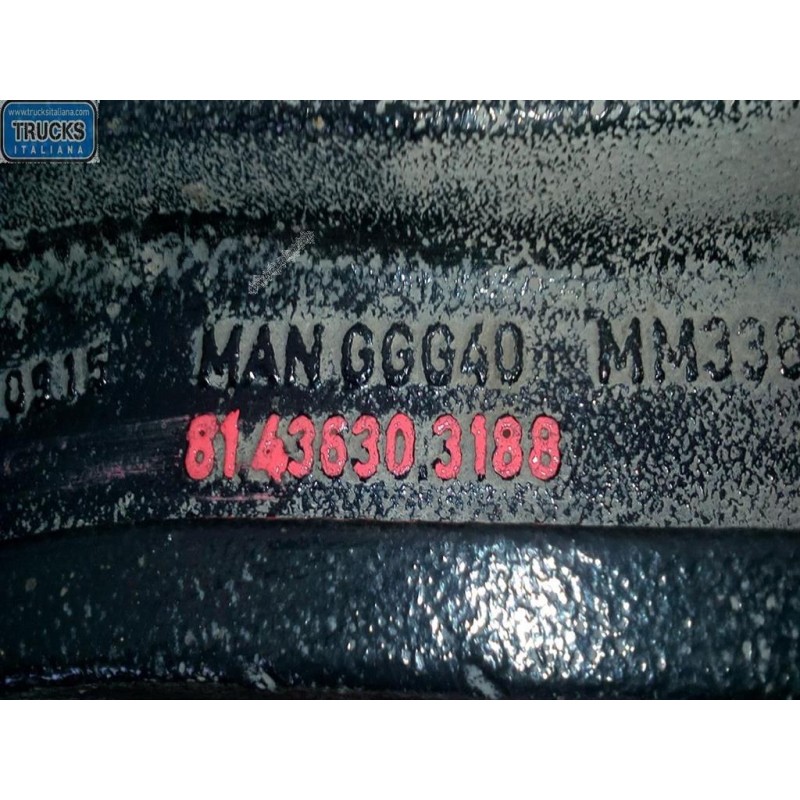 www.trucksitaliana.com
TRUCKS
ITALIANA
0915 MAN GGG40 MM338
81 43630 3188